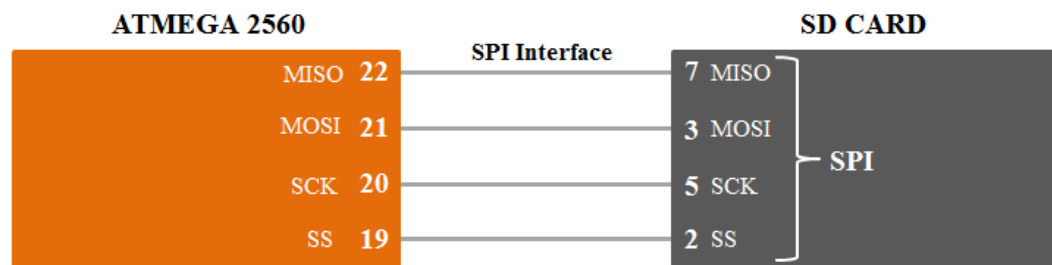 ATMEGA 2560
SD CARD
SPI Interface
MISO 22
7 MISO
MOSI 21
3 MOSI
SPI
SCK 20
5 SCK
SS 19
2 SS